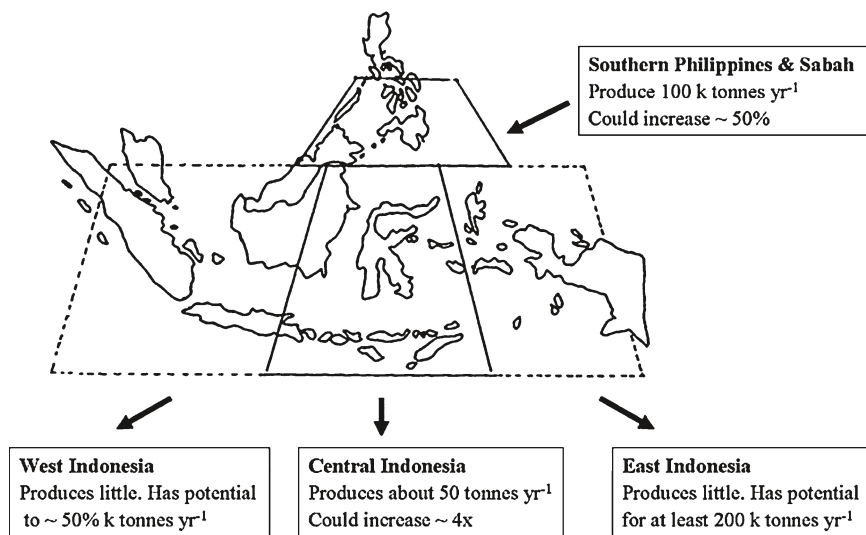 Southern Philippines & Sabah
Produce 100 k tonnes yr⁻¹
Could increase ~ 50%
West Indonesia
Produces little. Has potential
to ~ 50% k tonnes yr⁻¹
Central Indonesia
Produces about 50 tonnes yr⁻¹
Could increase ~ 4x
East Indonesia
Produces little. Has potential
for at least 200 k tonnes yr⁻¹